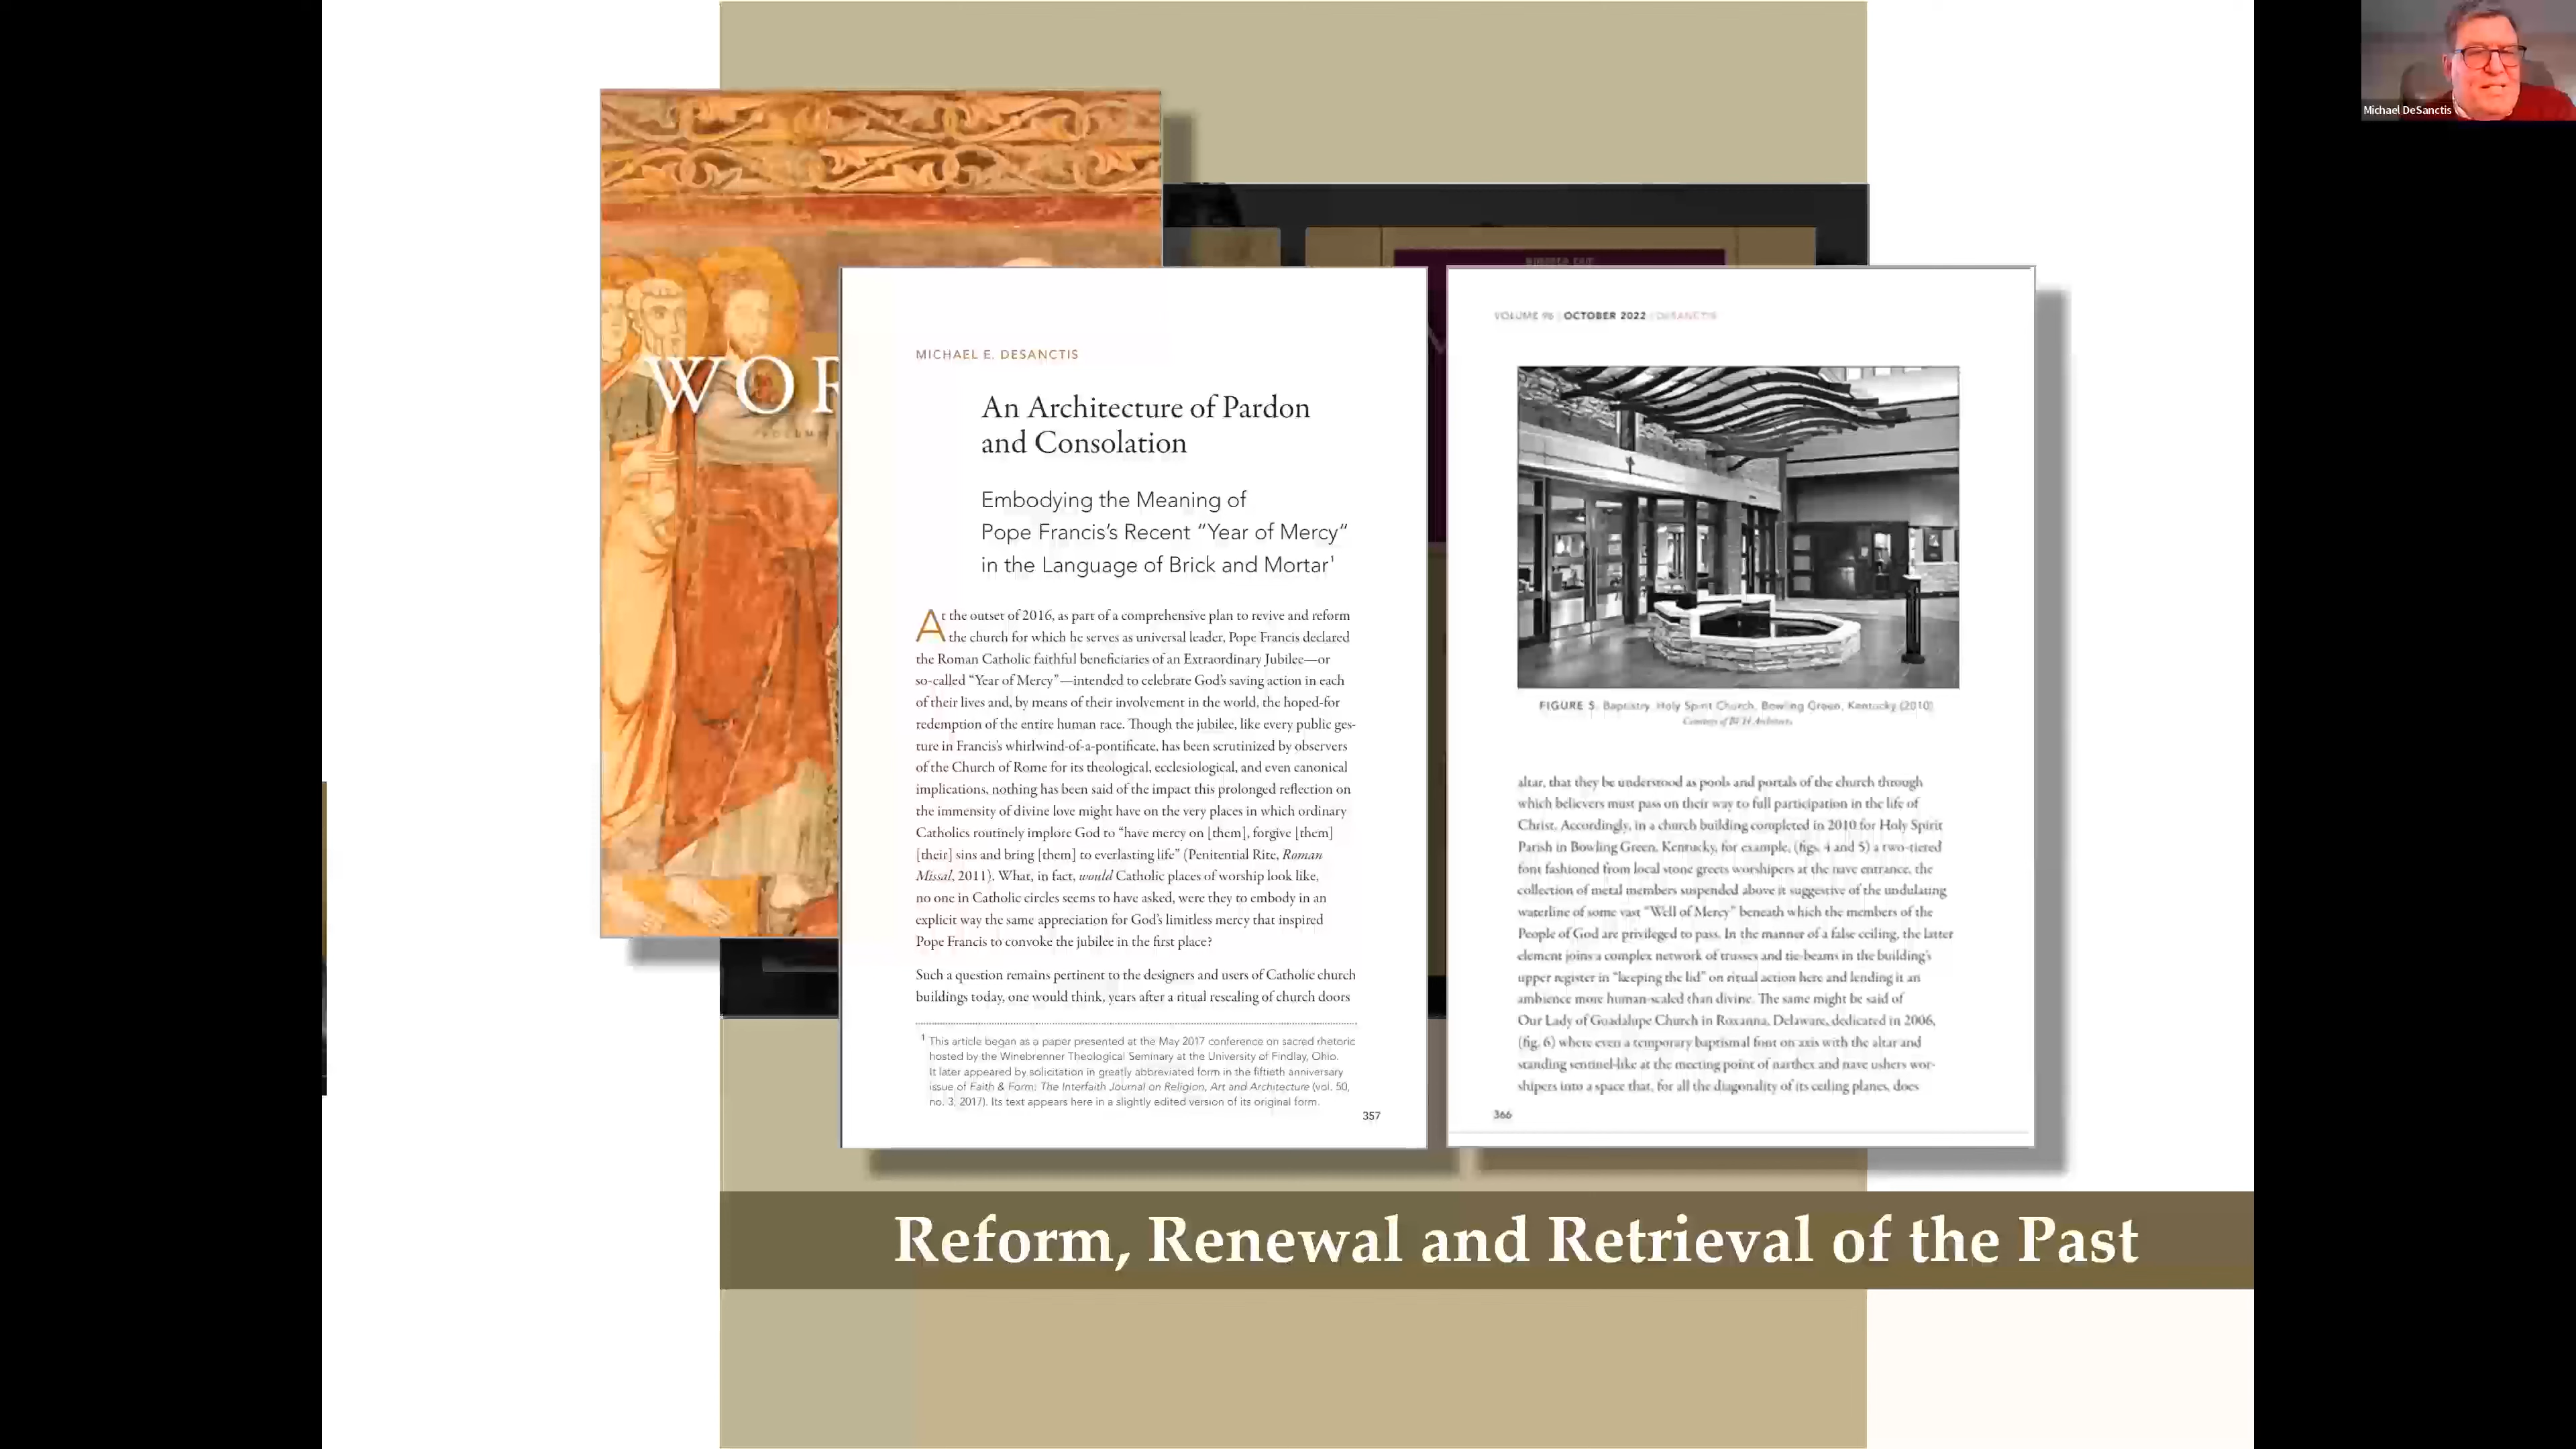 Michael DeSanctis
WOR
VOLUM
MICHAEL E. DESANCTIS
An Architecture of Pardon
and Consolation
Embodying the Meaning of
Pope Francis’s Recent “Year of Mercy”
in the Language of Brick and Mortar¹
At the outset of 2016, as part of a comprehensive plan to revive and reform
the church for which he serves as universal leader, Pope Francis declared
the Roman Catholic faithful beneficiaries of an Extraordinary Jubilee—or
so-called “Year of Mercy”—intended to celebrate God’s saving action in each
of their lives and, by means of their involvement in the world, the hoped-for
redemption of the entire human race. Though the jubilee, like every public ges-
ture in Francis’s whirlwind-of-a-pontificate, has been scrutinized by observers
of the Church of Rome for its theological, ecclesiological, and even canonical
implications, nothing has been said of the impact this prolonged reflection on
the immensity of divine love might have on the very places in which ordinary
Catholics routinely implore God to “have mercy on [them], forgive [them]
[their] sins and bring [them] to everlasting life” (Penitential Rite, Roman
Missal, 2011). What, in fact, would Catholic places of worship look like,
no one in Catholic circles seems to have asked, were they to embody in an
explicit way the same appreciation for God’s limitless mercy that inspired
Pope Francis to convoke the jubilee in the first place?
Such a question remains pertinent to the designers and users of Catholic church
buildings today, one would think, years after a ritual resealing of church doors
¹ This article began as a paper presented at the May 2017 conference on sacred rhetoric
hosted by the Winebrenner Theological Seminary at the University of Findlay, Ohio.
It later appeared by solicitation in greatly abbreviated form in the fiftieth anniversary
issue of Faith & Form: The Interfaith Journal on Religion, Art and Architecture (vol. 50,
no. 3, 2017). Its text appears here in a slightly edited version of its original form.
357
VOLUME 96 | OCTOBER 2022 | DESANCTIS
FIGURE 5. Baptistry, Holy Spirit Church, Bowling Green, Kentucky (2010)
Courtesy of Architects
altar, that they be understood as pools and portals of the church through
which believers must pass on their way to full participation in the life of
Christ. Accordingly, in a church building completed in 2010 for Holy Spirit
Parish in Bowling Green, Kentucky, for example, (figs. 4 and 5) a two-tiered
font fashioned from local stone greets worshipers at the nave entrance, the
collection of metal members suspended above it suggestive of the undulating
waterline of some vast “Well of Mercy” beneath which the members of the
People of God are privileged to pass. In the manner of a false ceiling, the latter
element joins a complex network of trusses and tie-beams in the building’s
upper register in “keeping the lid” on ritual action here and lending it an
ambience more human-scaled than divine. The same might be said of
Our Lady of Guadalupe Church in Roxanna, Delaware, dedicated in 2006,
(fig. 6) where even a temporary baptismal font on axis with the altar and
standing sentinel-like at the meeting point of narthex and nave ushers wor-
shipers into a space that, for all the diagonality of its ceiling planes, does
366
Reform, Renewal and Retrieval of the Past